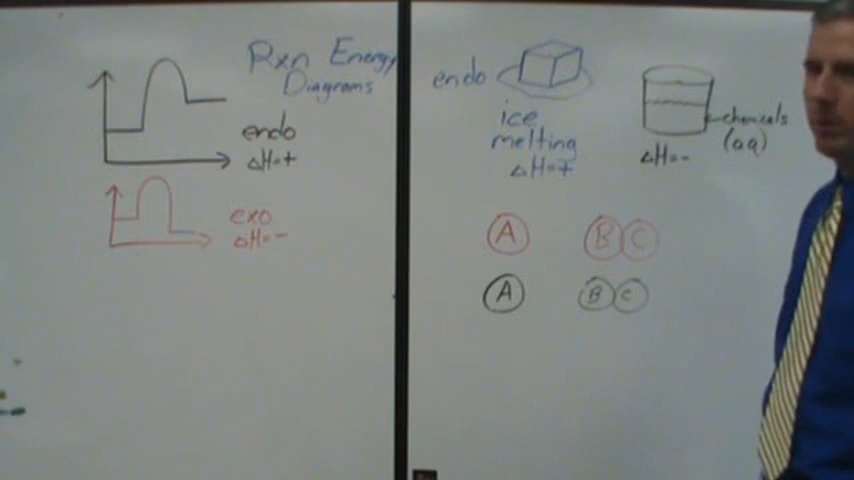 Rxn Energy
Diagrams
endo
ΔH=+
exo
ΔH=-
endo
ice
melting
ΔH=+
chemicals
(aq)
ΔH=-
A B C
A B C